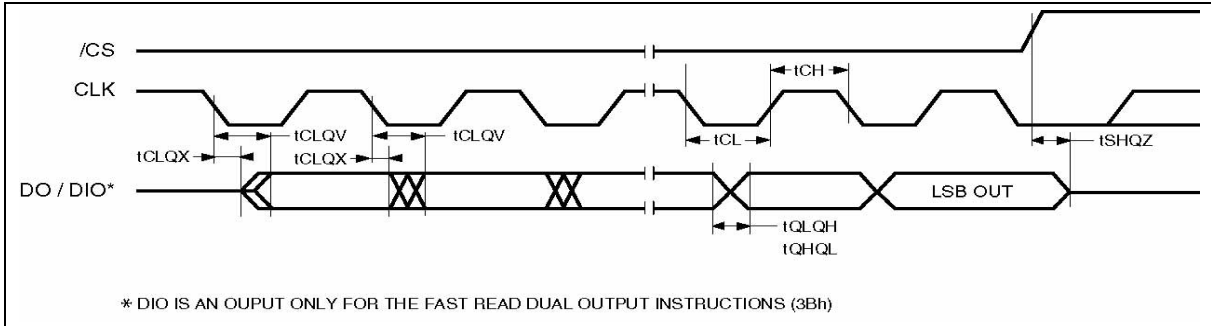 /CS
CLK
tCH
tCLQV
tCLQV
tCL
tSHQZ
tCLQX
tCLQX
DO / DIO*
LSB OUT
tQLQH
tQHQL
* DIO IS AN OUPUT ONLY FOR THE FAST READ DUAL OUTPUT INSTRUCTIONS (3Bh)